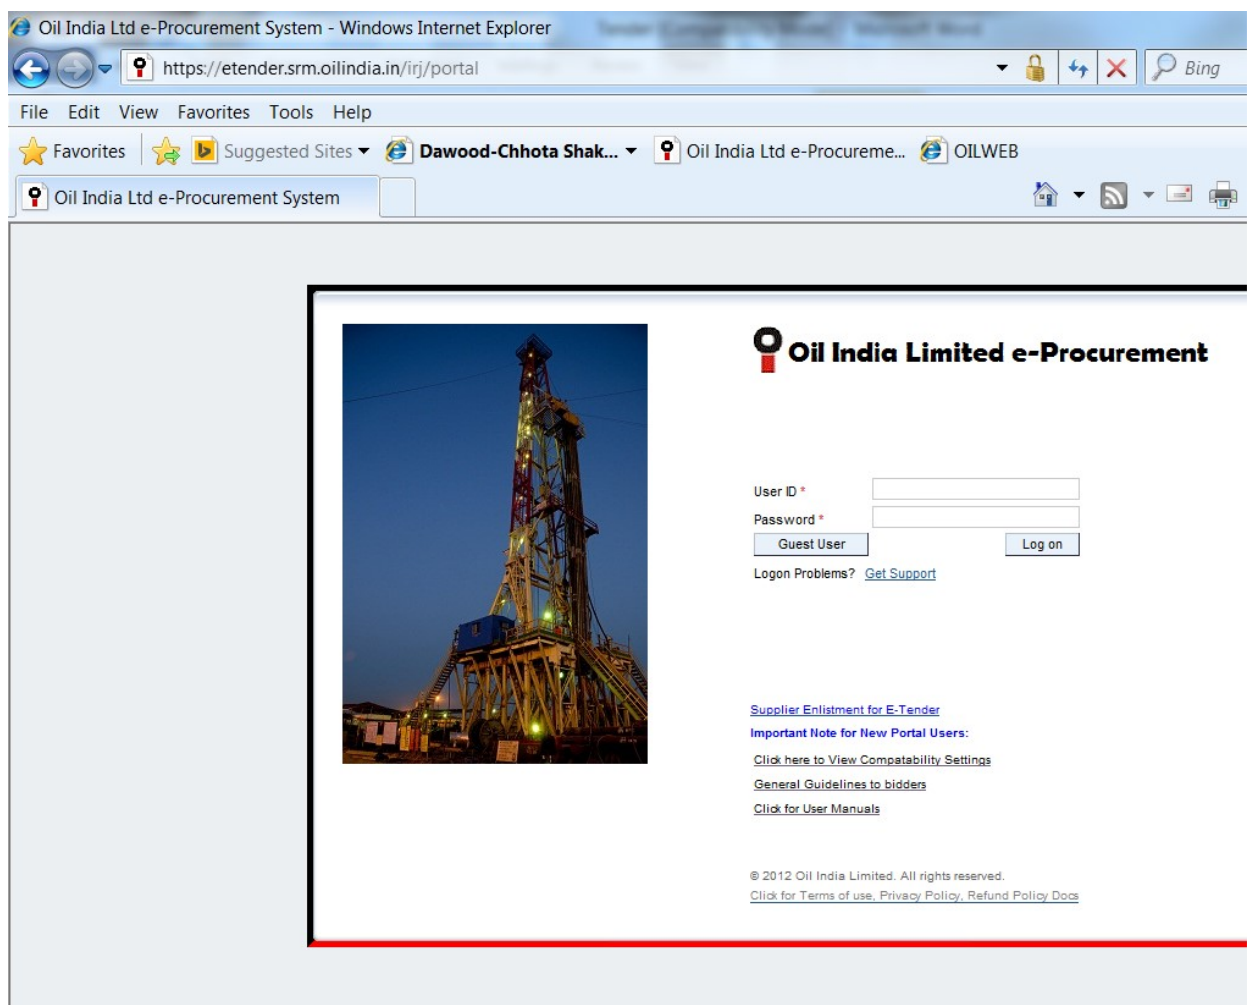 Oil India Ltd e-Procurement System - Windows Internet Explorer
https://etender.srm.oilindia.in/irj/portal
Bing
File Edit View Favorites Tools Help
Favorites Suggested Sites Dawood-Chhota Shak... Oil India Ltd e-Procureme... OILWEB
Oil India Ltd e-Procurement System
Oil India Limited e-Procurement
User ID *
Password *
Guest User Log on
Logon Problems? Get Support
Supplier Enlistment for E-Tender
Important Note for New Portal Users:
Click here to View Compatability Settings
General Guidelines to bidders
Click for User Manuals
© 2012 Oil India Limited. All rights reserved.
Click for Terms of use, Privacy Policy, Refund Policy Docs